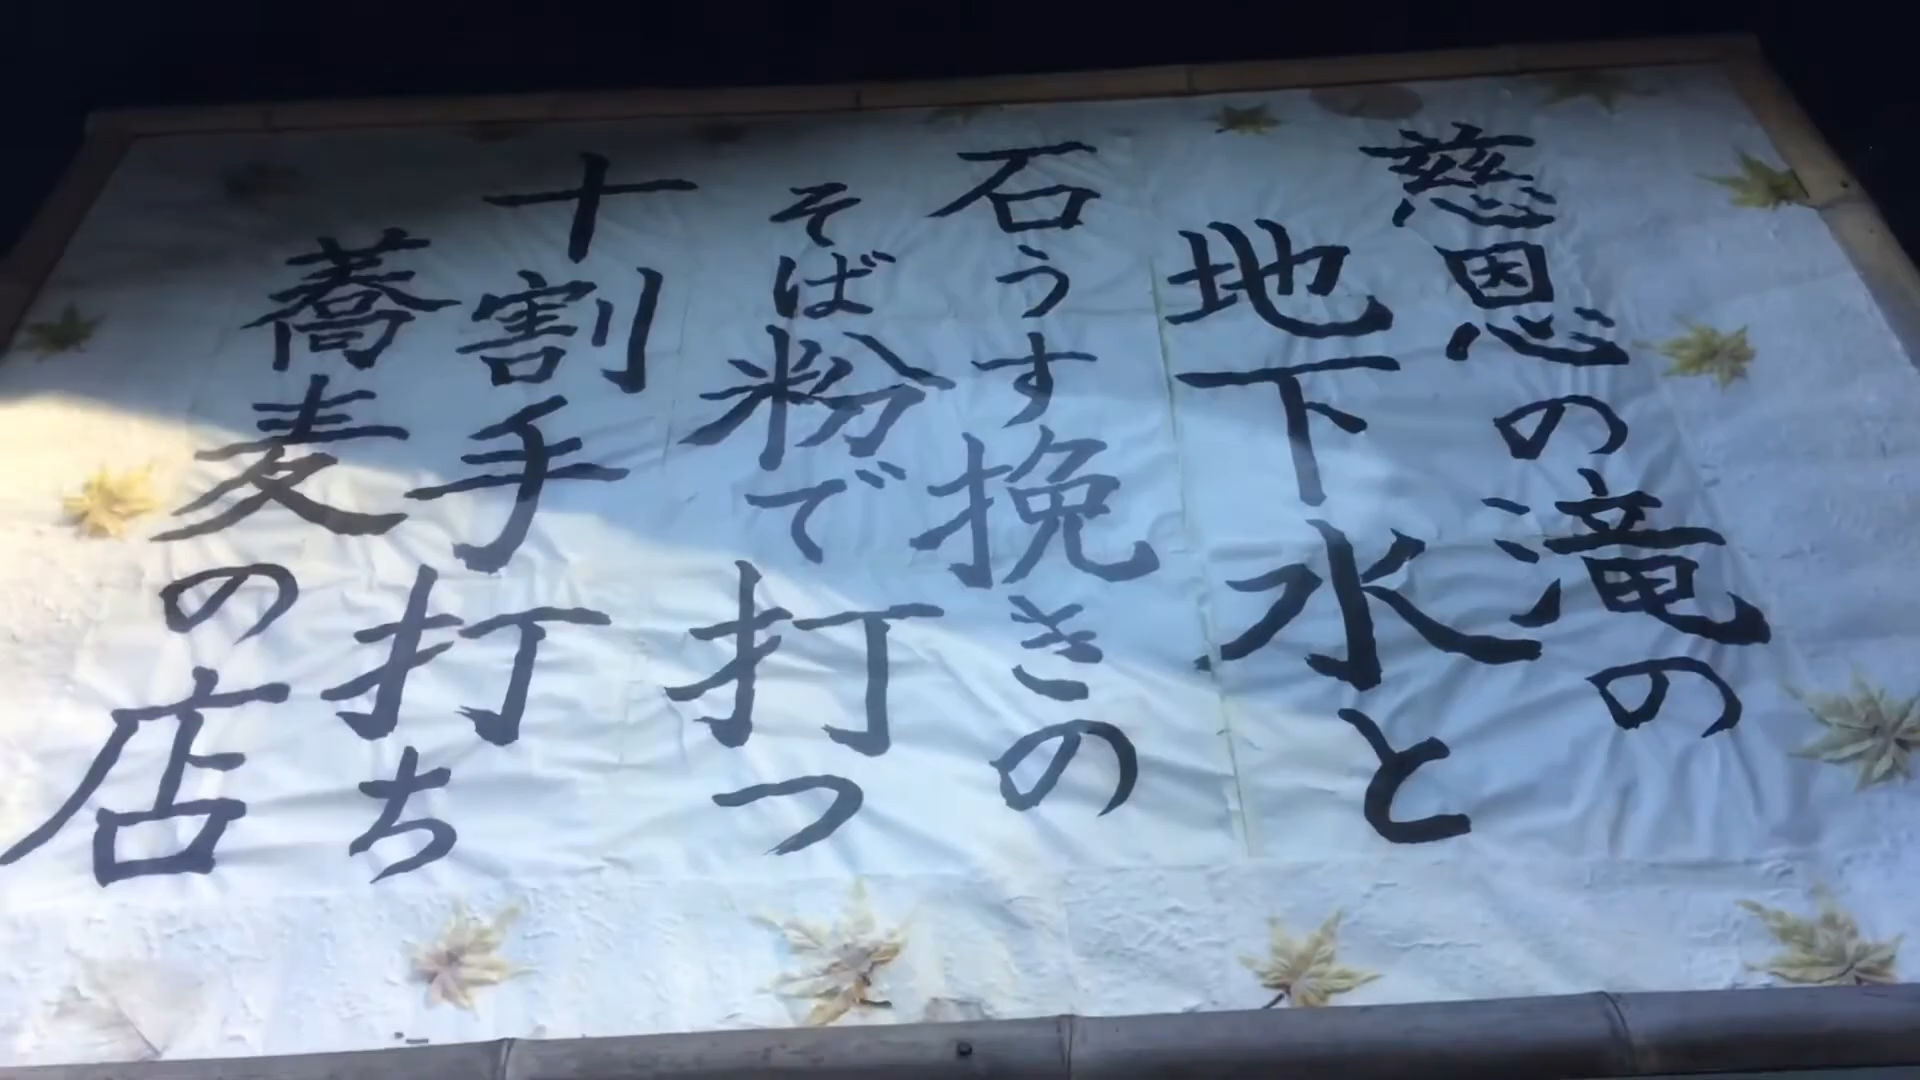 慈恩の滝の
地下水と
石うす挽きの
そば粉で打つ
十割手打ち
蕎麦の店